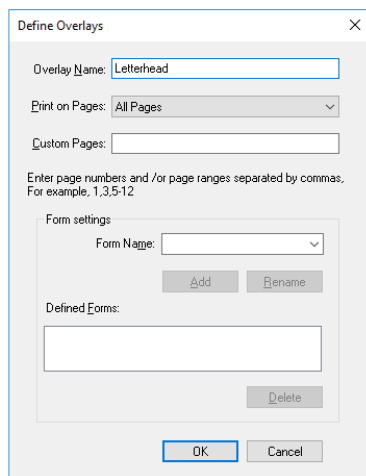 Define Overlays
Overlay Name: Letterhead
Print on Pages: All Pages
Custom Pages:
Enter page numbers and /or page ranges separated by commas,
For example, 1,3,5-12
Form settings
Form Name:
Add Rename
Defined Forms:
Delete
OK Cancel